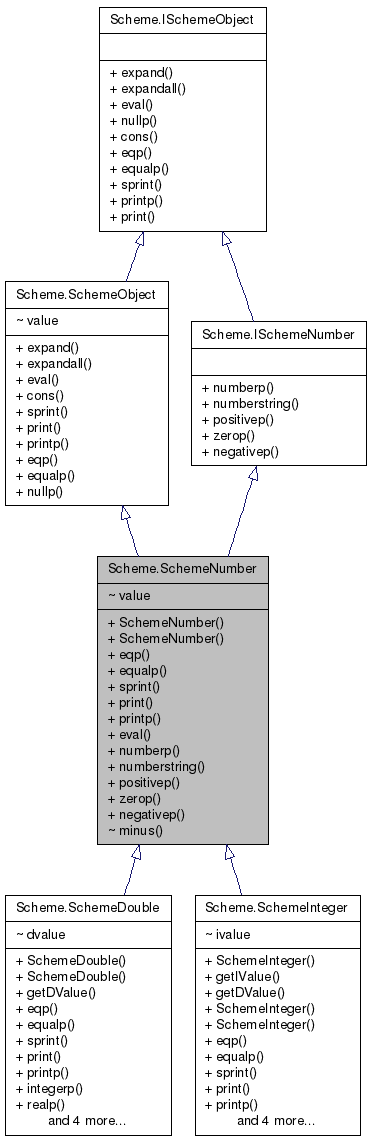 Scheme.ISchemeObject
+ expand()
+ expandall()
+ eval()
+ nullp()
+ cons()
+ eqp()
+ equalp()
+ sprint()
+ printp()
+ print()
Scheme.SchemeObject
~ value
+ expand()
+ expandall()
+ eval()
+ cons()
+ sprint()
+ print()
+ printp()
+ eqp()
+ equalp()
+ nullp()
Scheme.ISchemeNumber
+ numberp()
+ numberstring()
+ positivep()
+ zerop()
+ negativep()
Scheme.SchemeNumber
~ value
+ SchemeNumber()
+ SchemeNumber()
+ eqp()
+ equalp()
+ sprint()
+ print()
+ printp()
+ eval()
+ numberp()
+ numberstring()
+ positivep()
+ zerop()
+ negativep()
~ minus()
Scheme.SchemeDouble
~ dvalue
+ SchemeDouble()
+ SchemeDouble()
+ getDValue()
+ eqp()
+ equalp()
+ sprint()
+ print()
+ printp()
+ integerp()
+ realp()
and 4 more...
Scheme.SchemeInteger
~ ivalue
+ SchemeInteger()
+ getIValue()
+ getDValue()
+ SchemeInteger()
+ SchemeInteger()
+ eqp()
+ equalp()
+ sprint()
+ print()
+ printp()
and 4 more...